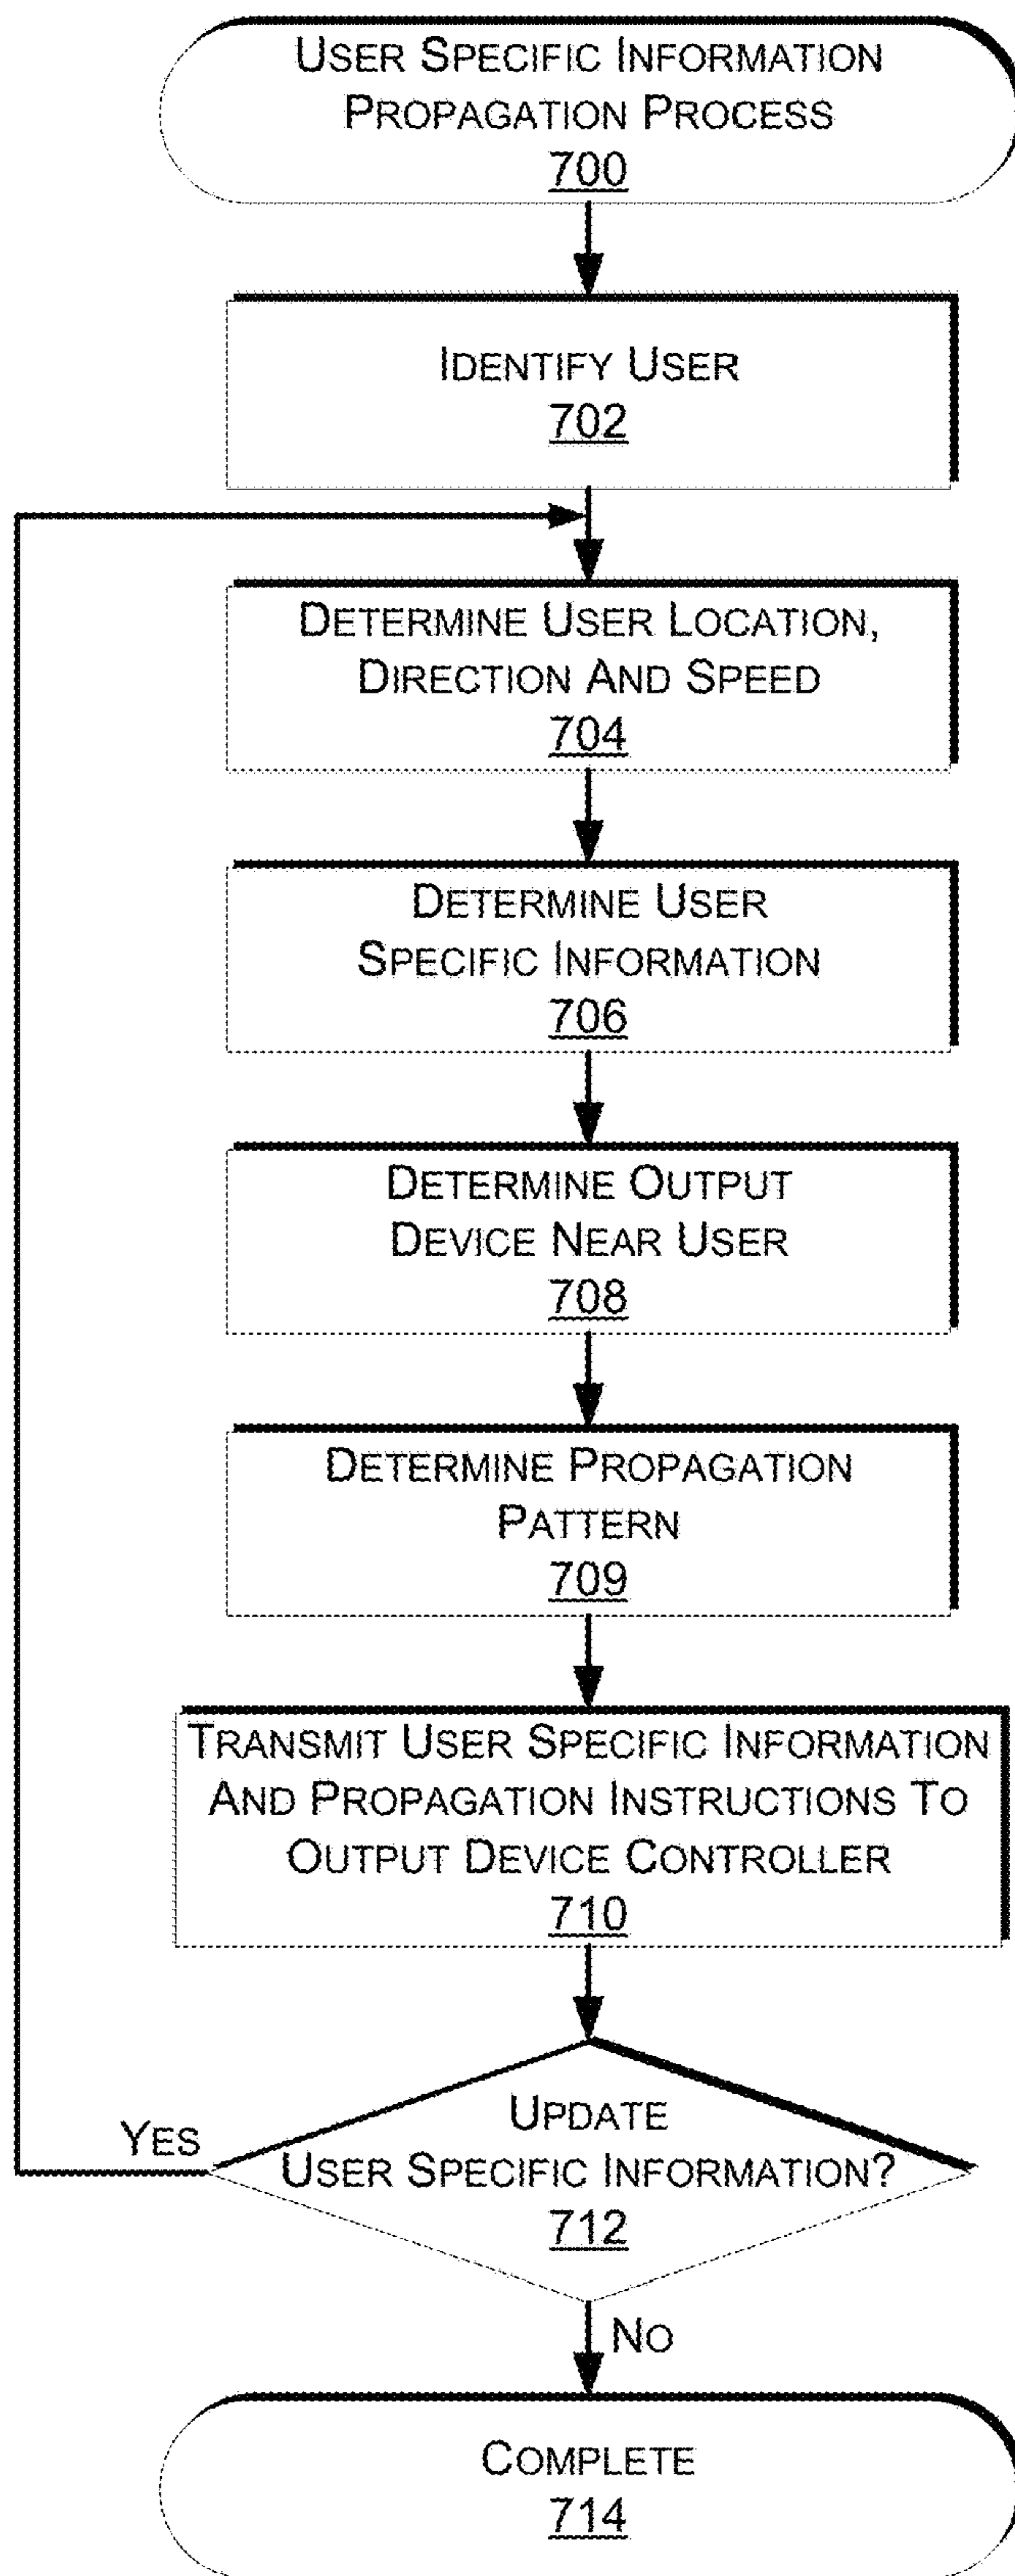 USER SPECIFIC INFORMATION
PROPAGATION PROCESS
700
IDENTIFY USER
702
DETERMINE USER LOCATION,
DIRECTION AND SPEED
704
DETERMINE USER
SPECIFIC INFORMATION
706
DETERMINE OUTPUT
DEVICE NEAR USER
708
DETERMINE PROPAGATION
PATTERN
709
TRANSMIT USER SPECIFIC INFORMATION
AND PROPAGATION INSTRUCTIONS TO
OUTPUT DEVICE CONTROLLER
710
YES
UPDATE
USER SPECIFIC INFORMATION?
712
NO
COMPLETE
714